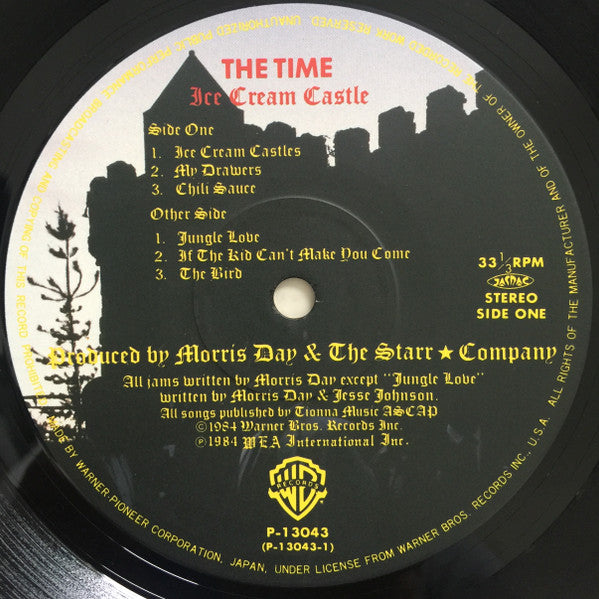 THE TIME
Ice Cream Castle
Side One
1. Ice Cream Castles
2. My Drawers
3. Chili Sauce
Other Side
1. Jungle Love
2. If The Kid Can't Make You Come
3. The Bird
33 1/3 RPM
JASRAC
STEREO
SIDE ONE
Produced by Morris Day & The Starr ★ Company
All jams written by Morris Day except "Jungle Love"
written by Morris Day & Jesse Johnson.
All songs published by Tionna Music ASCAP
©1984 Warner Bros. Records Inc.
℗1984 WEA International Inc.
WB
RECORDS
P-13043
(P-13043-1)
MADE BY WARNER-PIONEER CORPORATION, JAPAN, UNDER LICENSE FROM WARNER BROS. RECORDS INC., U.S.A. ALL RIGHTS OF THE MANUFACTURER AND OF THE OWNER OF THE RECORDED WORK RESERVED UNAUTHORIZED PUBLIC PERFORMANCE BROADCASTING AND COPYING OF THIS RECORD PROHIBITED